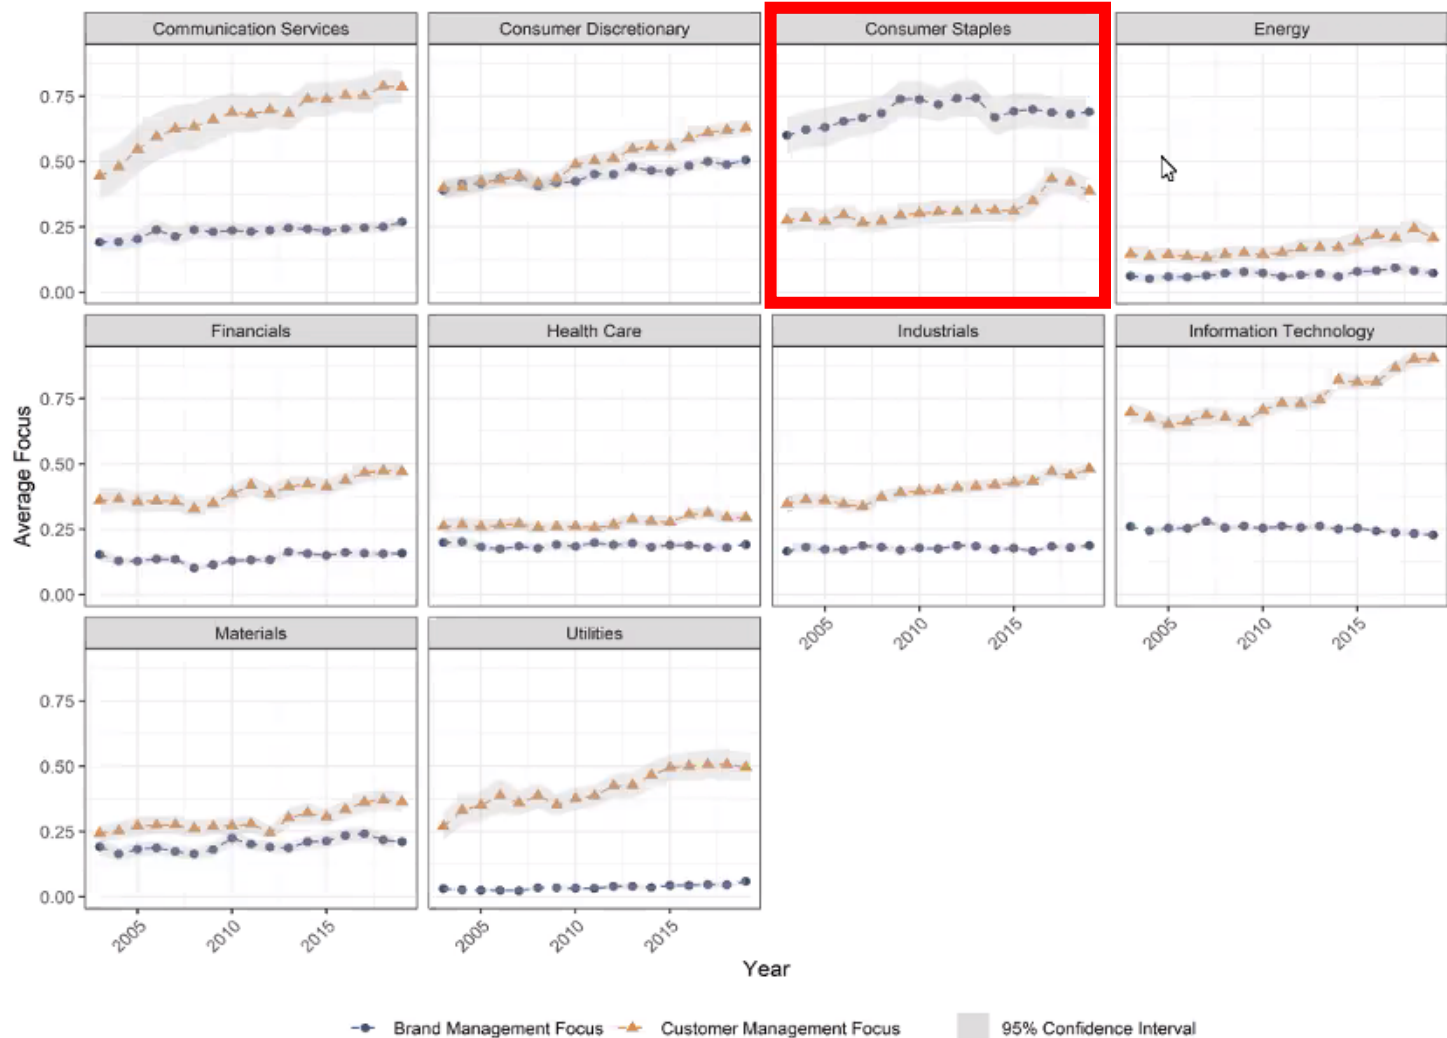 Communication Services
Consumer Discretionary
Consumer Staples
Energy
0.75
0.50
0.25
0.00
Financials
Health Care
Industrials
Information Technology
0.75
0.50
0.25
0.00
2005
2010
2015
2005
2010
2015
Materials
Utilities
0.75
0.50
0.25
0.00
2005
2010
2015
2005
2010
2015
Average Focus
Year
Brand Management Focus
Customer Management Focus
95% Confidence Interval